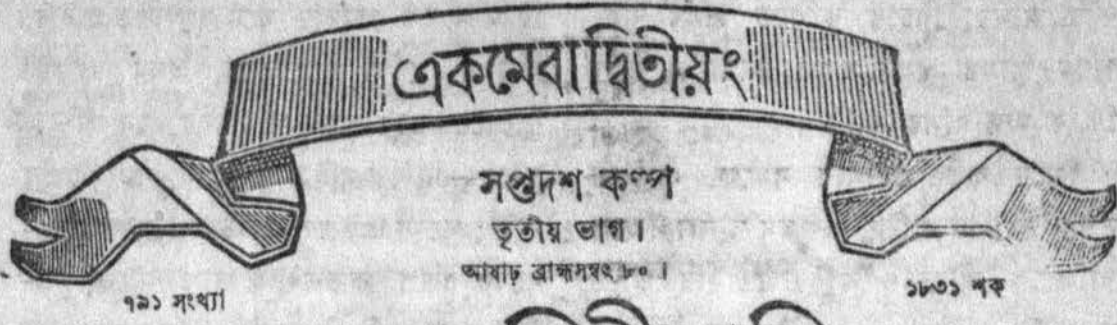 একমেবাদ্বিতীয়ং
সপ্তদশ কল্প
তৃতীয় ভাগ।
আষাঢ় ব্রাহ্মসম্বৎ ৮০।
৭৯১ সংখ্যা
১৮৩১ শক